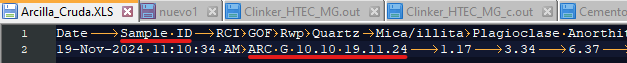 Arcilla_Cruda.XLS nuevo1 Clinker_HTEC_MG.out Clinker_HTEC_MG_c.out Cemento
1 Date Sample ID RCI GOF Rwp Quartz Mica/illita Plagioclase Anorthit
2 19-Nov-2024 11:10:34 AM ARC G 10.10 19.11.24 1.17 3.34 6.37